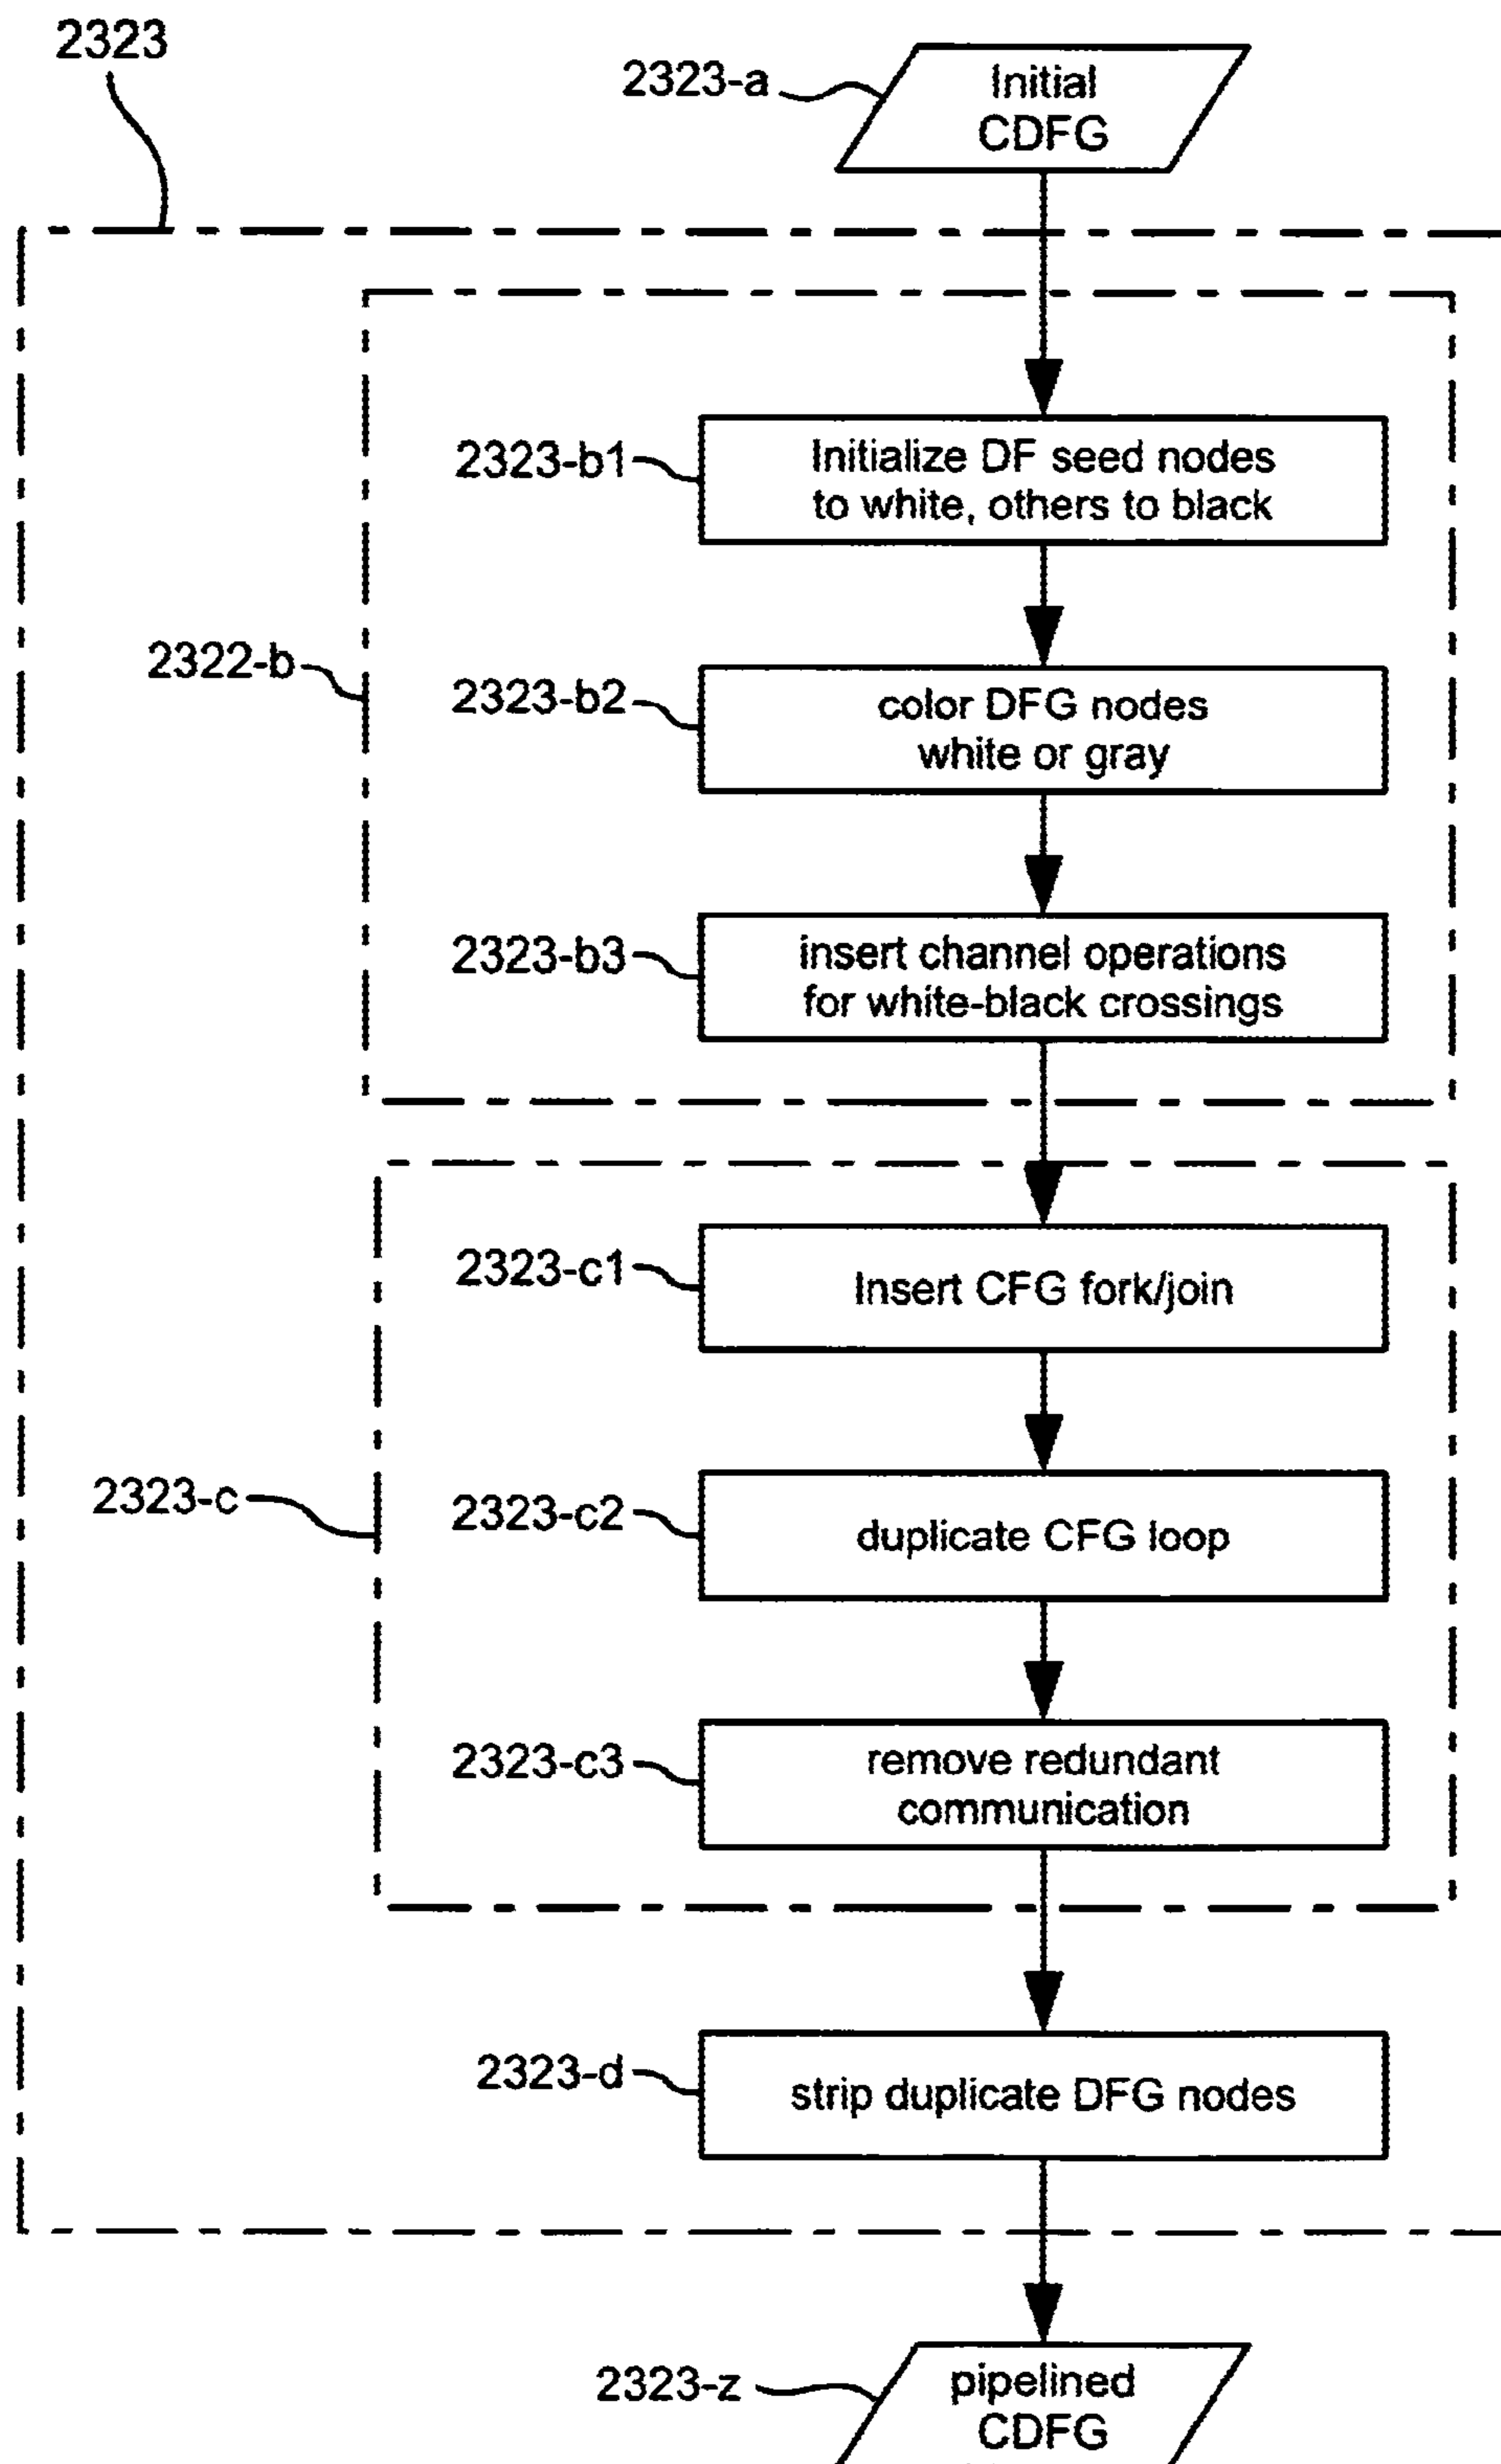 2323
2323-a
Initial
CDFG
2323-b1
Initialize DF seed nodes
to white, others to black
2322-b
2323-b2
color DFG nodes
white or gray
2323-b3
insert channel operations
for white-black crossings
2323-c1
Insert CFG fork/join
2323-c
2323-c2
duplicate CFG loop
2323-c3
remove redundant
communication
2323-d
strip duplicate DFG nodes
2323-z
pipelined
CDFG